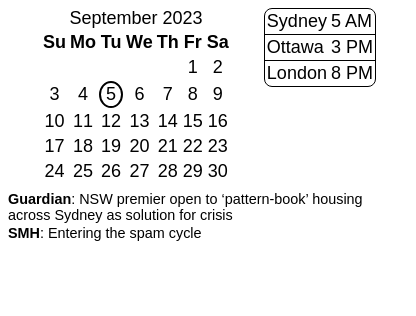 September 2023
Su Mo Tu We Th Fr Sa
1 2
3 4 5 6 7 8 9
10 11 12 13 14 15 16
17 18 19 20 21 22 23
24 25 26 27 28 29 30
Sydney 5 AM
Ottawa 3 PM
London 8 PM
Guardian: NSW premier open to ‘pattern-book’ housing
across Sydney as solution for crisis
SMH: Entering the spam cycle